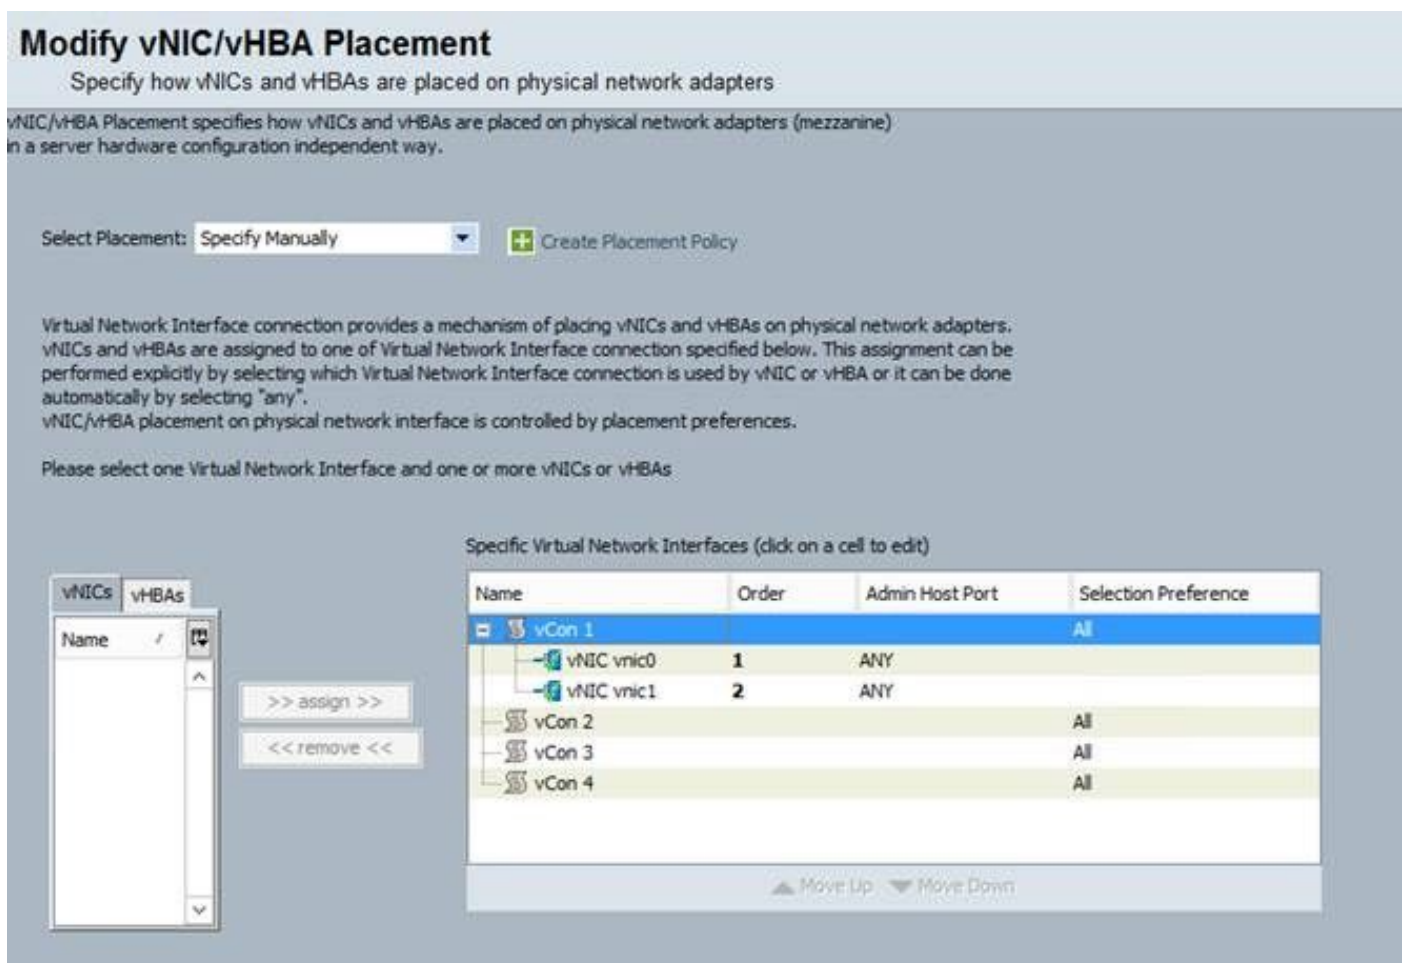 Modify vNIC/vHBA Placement
Specify how vNICs and vHBAs are placed on physical network adapters
vNIC/vHBA Placement specifies how vNICs and vHBAs are placed on physical network adapters (mezzanine)
n a server hardware configuration independent way.
Select Placement: Specify Manually Create Placement Policy
Virtual Network Interface connection provides a mechanism of placing vNICs and vHBAs on physical network adapters.
vNICs and vHBAs are assigned to one of Virtual Network Interface connection specified below. This assignment can be
performed explicitly by selecting which Virtual Network Interface connection is used by vNIC or vHBA or it can be done
automatically by selecting "any".
vNIC/vHBA placement on physical network interface is controlled by placement preferences.
Please select one Virtual Network Interface and one or more vNICs or vHBAs
vNICs vHBAs
Name
>> assign >>
<< remove <<
Specific Virtual Network Interfaces (click on a cell to edit)
Name Order Admin Host Port Selection Preference
vCon 1 All
vNIC vnic0 1 ANY
vNIC vnic1 2 ANY
vCon 2 All
vCon 3 All
vCon 4 All
Move Up Move Down